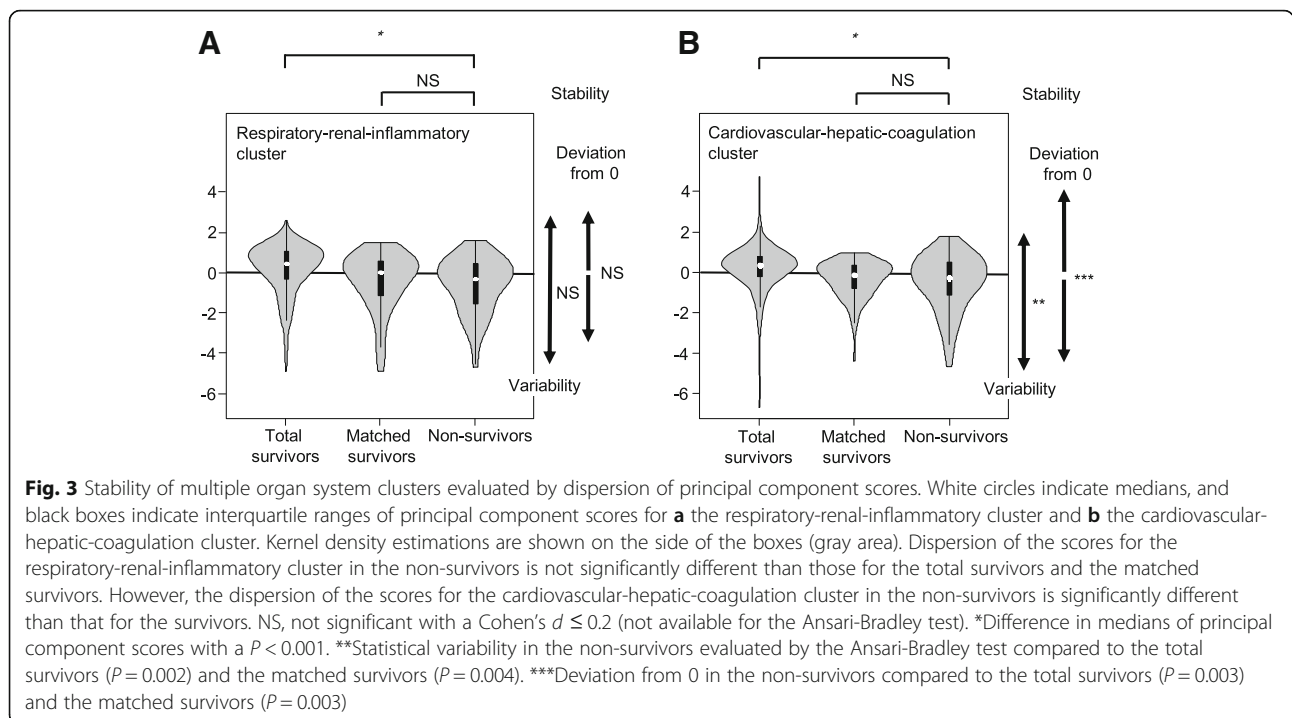 A
*
NS
Stability
Respiratory-renal-inflammatory
cluster
Deviation
from 0
4
2
0
-2
-4
-6
NS
NS
Variability
Total
survivors
Matched
survivors
Non-survivors
B
*
NS
Stability
Cardiovascular-hepatic-coagulation
cluster
Deviation
from 0
4
2
0
-2
-4
-6
**
***
Variability
Total
survivors
Matched
survivors
Non-survivors
Fig. 3 Stability of multiple organ system clusters evaluated by dispersion of principal component scores. White circles indicate medians, and
black boxes indicate interquartile ranges of principal component scores for a the respiratory-renal-inflammatory cluster and b the cardiovascular-
hepatic-coagulation cluster. Kernel density estimations are shown on the side of the boxes (gray area). Dispersion of the scores for the
respiratory-renal-inflammatory cluster in the non-survivors is not significantly different than those for the total survivors and the matched
survivors. However, the dispersion of the scores for the cardiovascular-hepatic-coagulation cluster in the non-survivors is significantly different
than that for the survivors. NS, not significant with a Cohen's d ≤ 0.2 (not available for the Ansari-Bradley test). *Difference in medians of principal
component scores with a P < 0.001. **Statistical variability in the non-survivors evaluated by the Ansari-Bradley test compared to the total
survivors (P = 0.002) and the matched survivors (P = 0.004). ***Deviation from 0 in the non-survivors compared to the total survivors (P = 0.003)
and the matched survivors (P = 0.003)